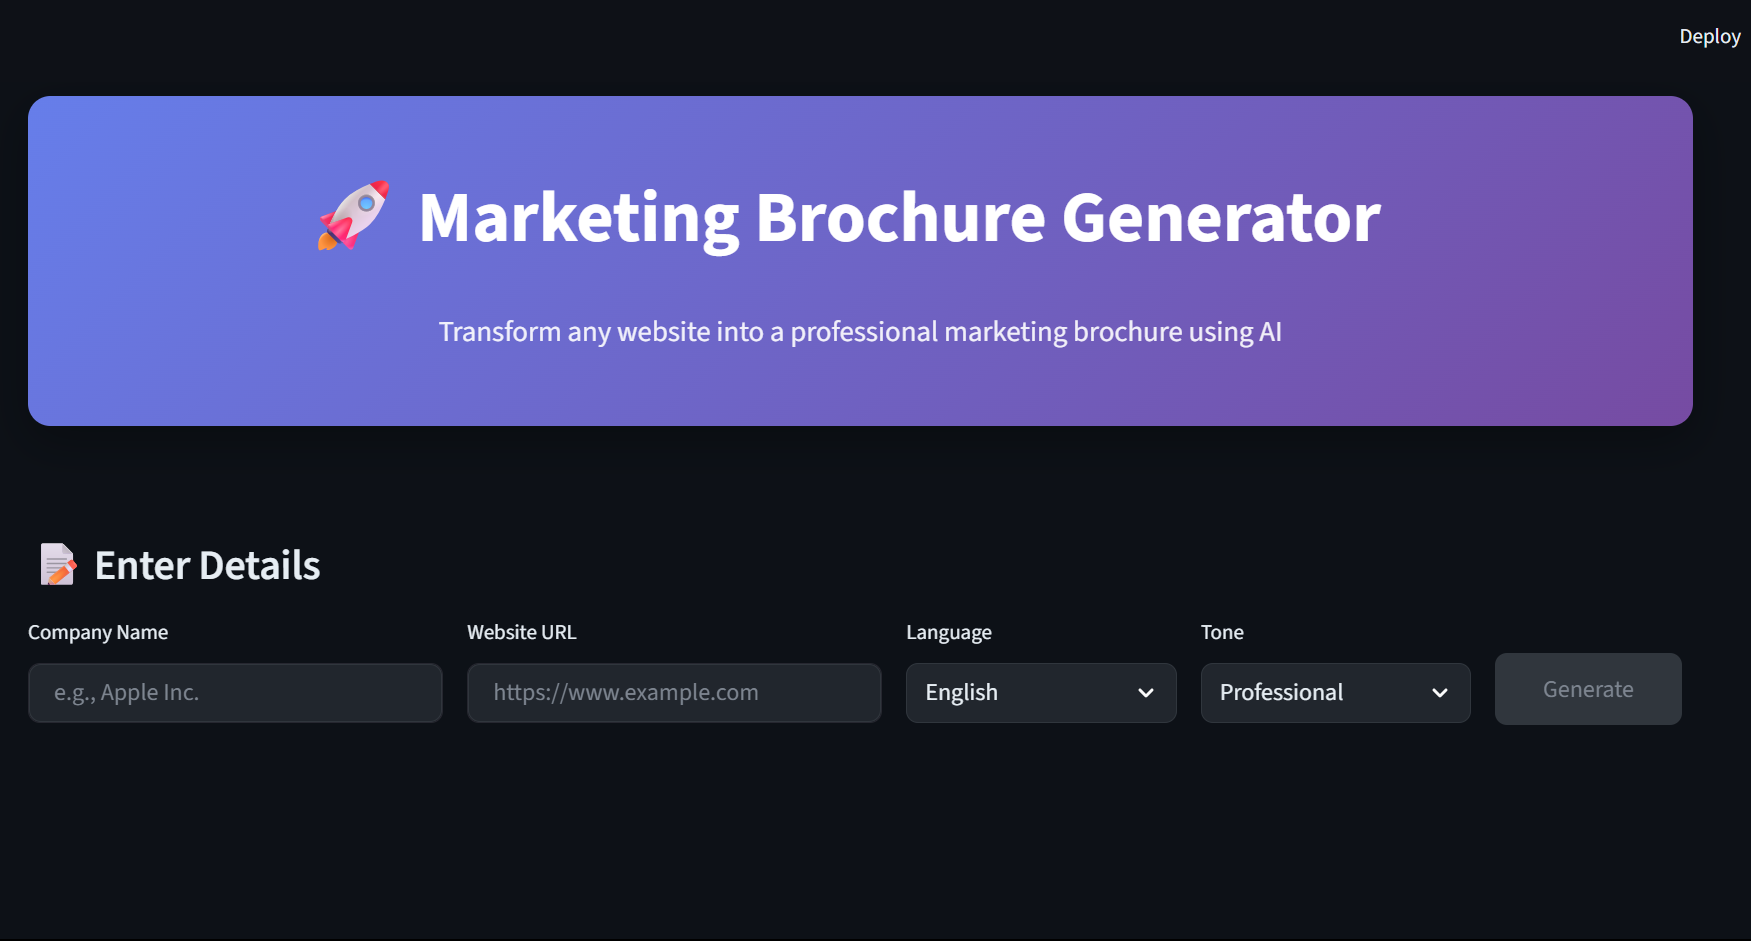 Deploy
🚀 Marketing Brochure Generator
Transform any website into a professional marketing brochure using AI
📝 Enter Details
Company Name
e.g., Apple Inc.
Website URL
https://www.example.com
Language
English
Tone
Professional
Generate